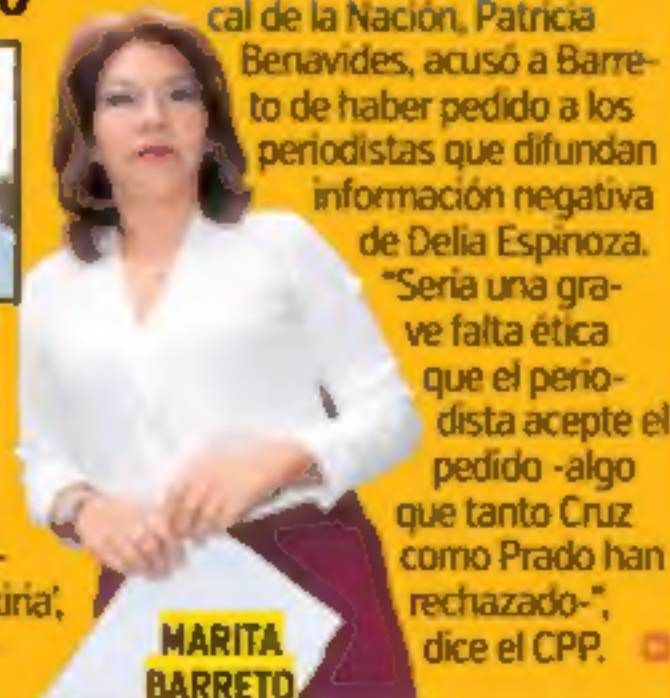 cal de la Nación, Patricia
Benavides, acusó a Barre-
to de haber pedido a los
periodistas que difundan
información negativa
de Delia Espinoza.
"Sería una gra-
ve falta ética
que el perio-
dista acepte el
pedido -algo
que tanto Cruz
como Prado han
rechazado-",
dice el CPP.
MARITA
BARRETO